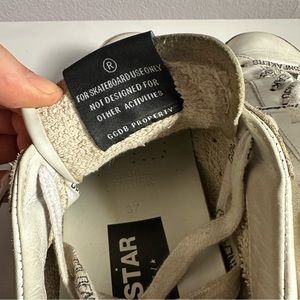 ®
FOR SKATEBOARD USE ONLY
NOT DESIGNED FOR
OTHER ACTIVITIES
GGDB PROPERTY
37
STAR